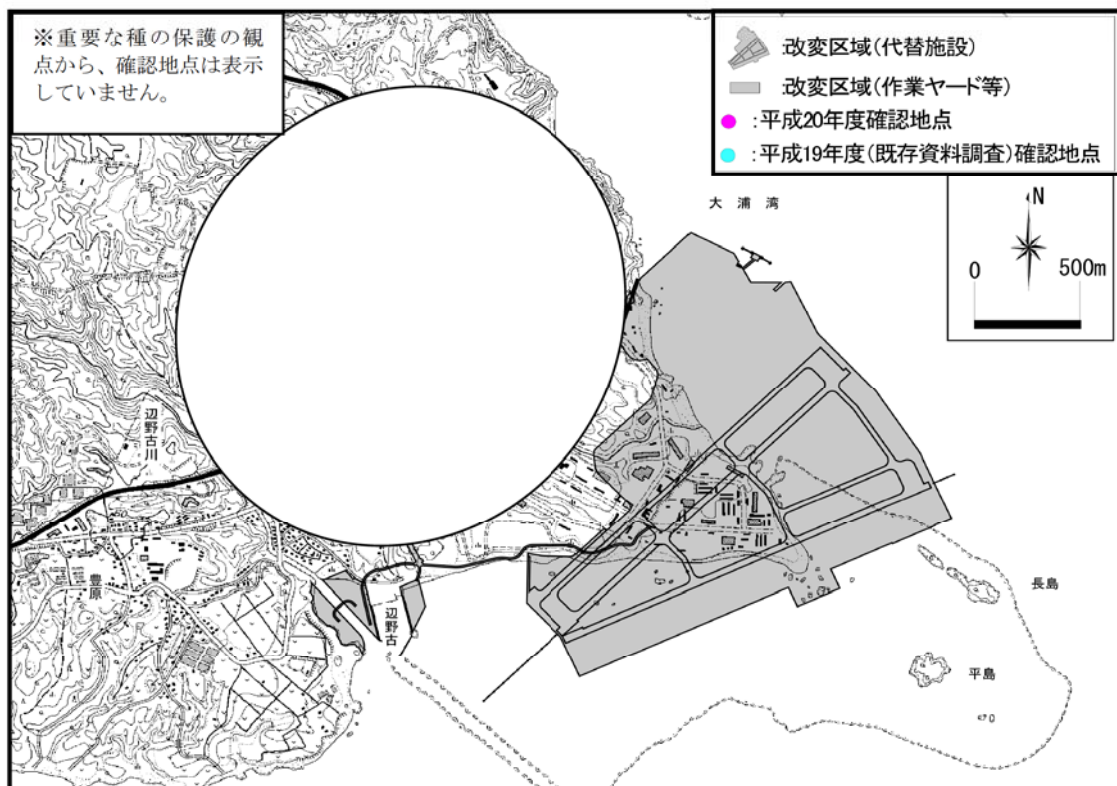 ※重要な種の保護の観
点から、確認地点は表示
していません。
:改変区域(代替施設)
:改変区域(作業ヤード等)
:平成20年度確認地点
:平成19年度(既存資料調査)確認地点
N
0 500m
大浦湾
辺野古川
豊原
辺野古
長島
平島